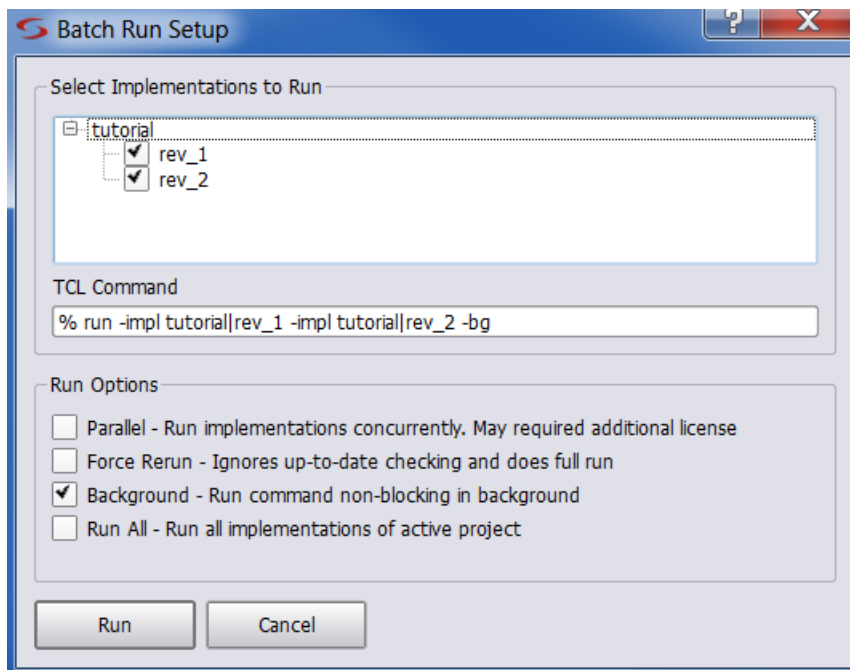 Batch Run Setup
?
X
Select Implementations to Run
tutorial
rev_1
rev_2
TCL Command
% run -impl tutorial|rev_1 -impl tutorial|rev_2 -bg
Run Options
Parallel - Run implementations concurrently. May required additional license
Force Rerun - Ignores up-to-date checking and does full run
Background - Run command non-blocking in background
Run All - Run all implementations of active project
Run
Cancel